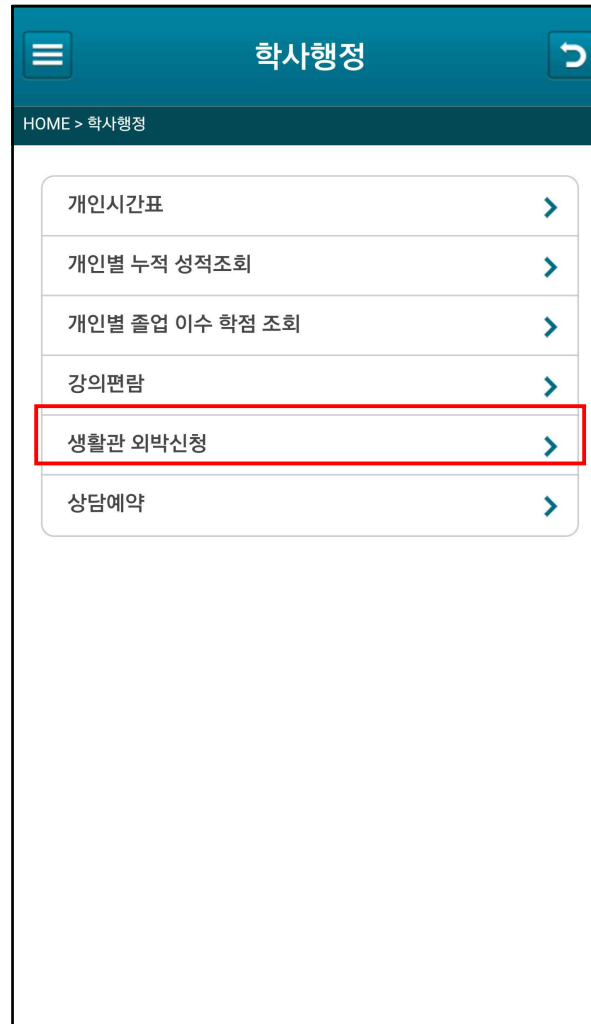 학사행정
HOME > 학사행정
개인시간표
개인별 누적 성적조회
개인별 졸업 이수 학점 조회
강의편람
생활관 외박신청
상담예약